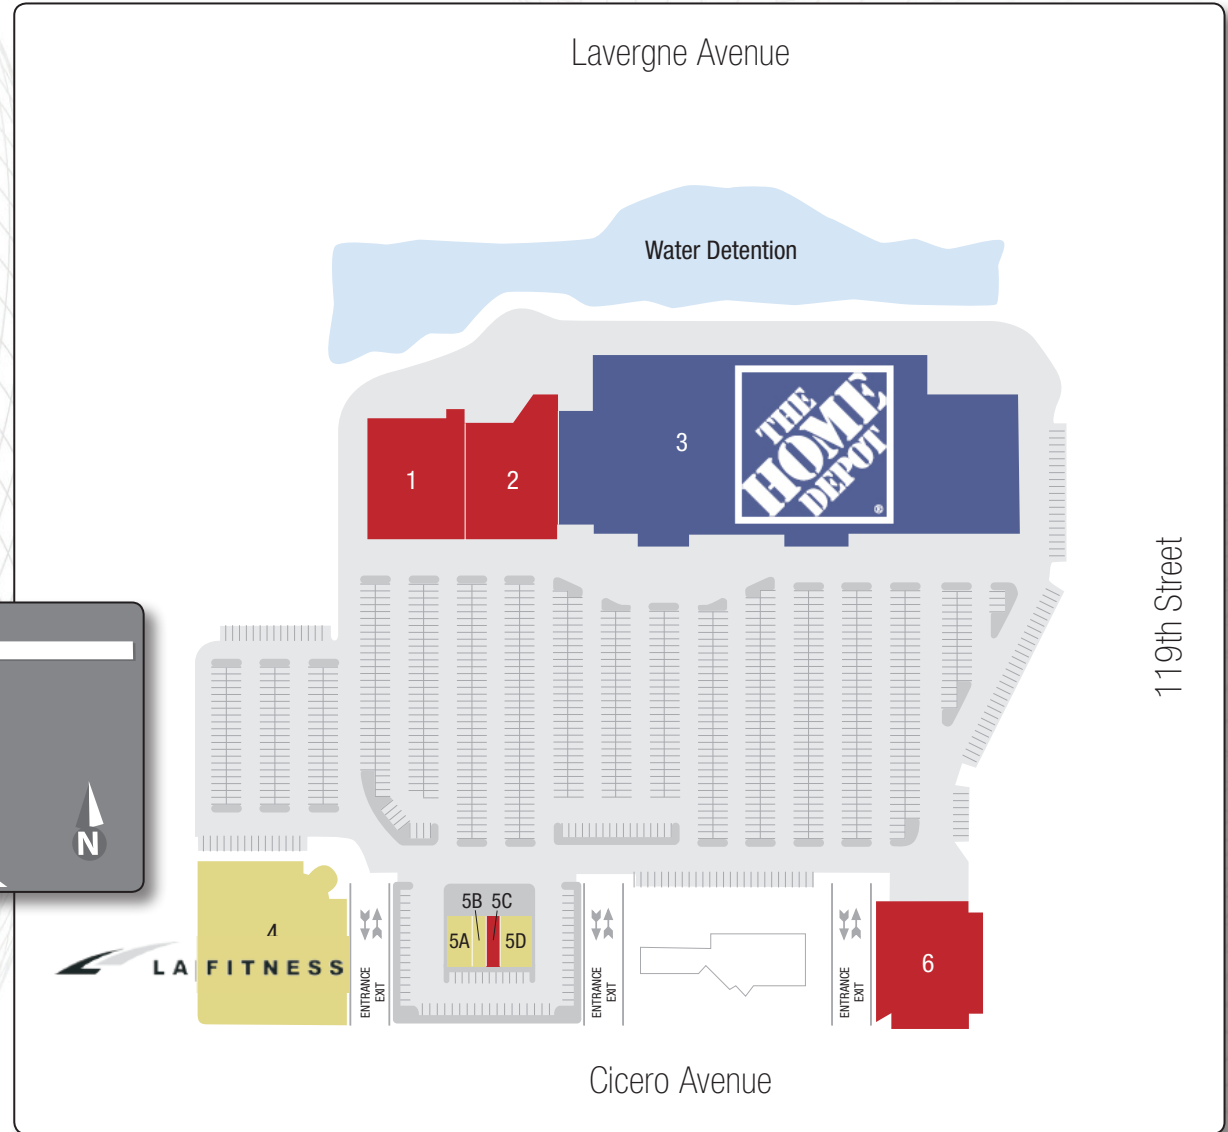 Lavergne Avenue
Water Detention
THE
HOME
DEPOT
®
3
1
2
119th Street
N
5B 5C
5A
5D
4
LA FITNESS
6
ENTRANCE
EXIT
ENTRANCE
EXIT
ENTRANCE
EXIT
Cicero Avenue